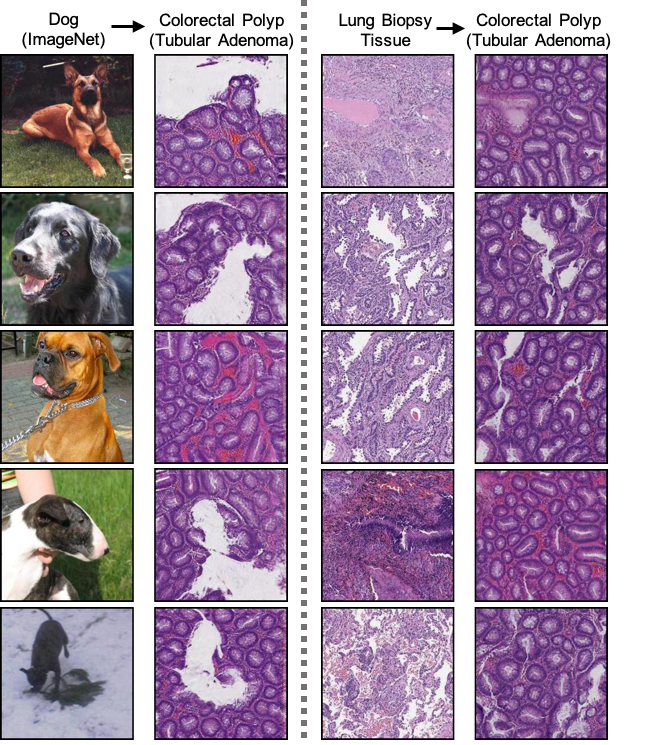 Dog
(ImageNet)
Colorectal Polyp
(Tubular Adenoma)
Lung Biopsy
Tissue
Colorectal Polyp
(Tubular Adenoma)